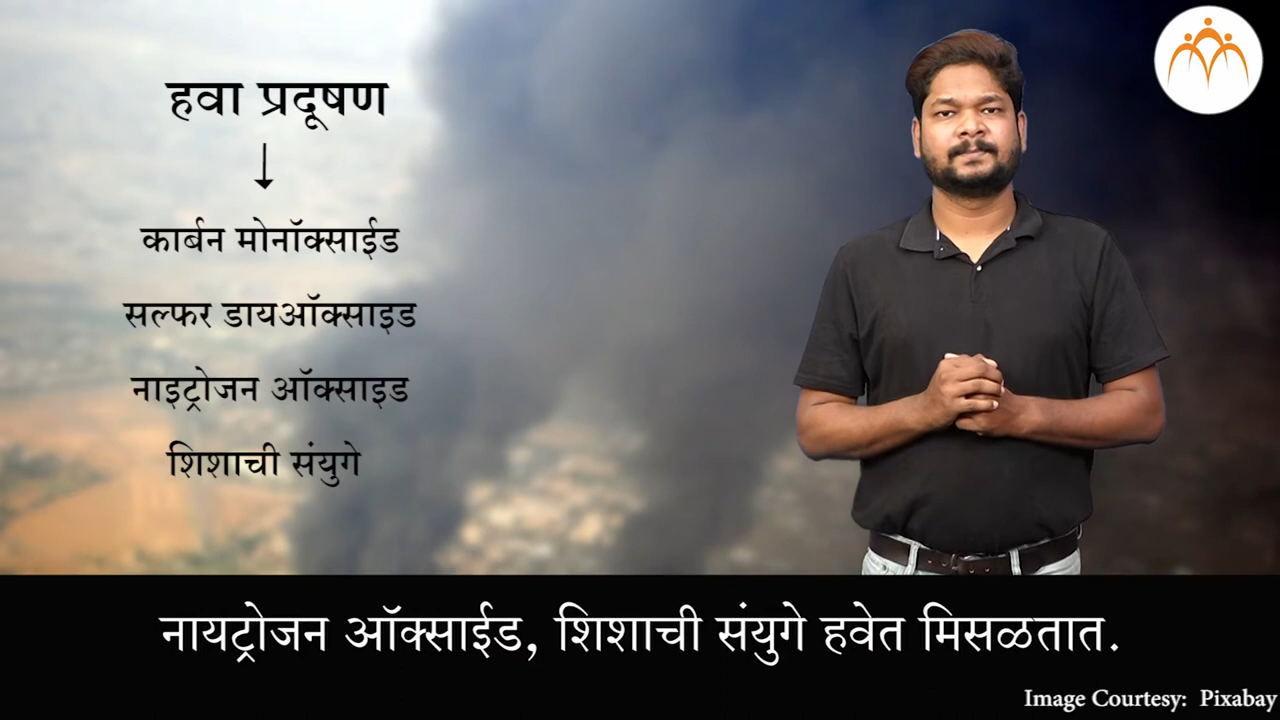 हवा प्रदूषण
↓
कार्बन मोनॉक्साईड
सल्फर डायऑक्साइड
नाइट्रोजन ऑक्साइड
शिशाची संयुगे
नायट्रोजन ऑक्साईड, शिशाची संयुगे हवेत मिसळतात.
Image Courtesy: Pixabay